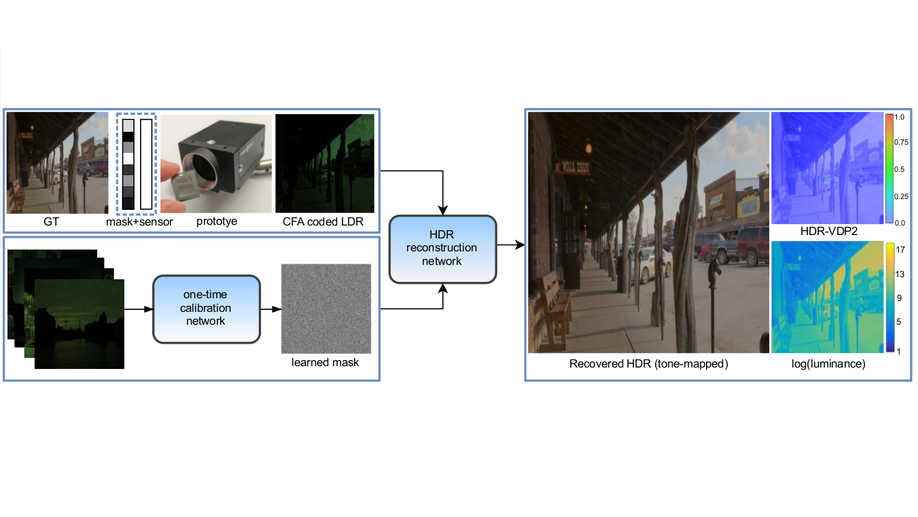 GT
mask+sensor
prototye
CFA coded LDR
one-time
calibration
network
learned mask
HDR
reconstruction
network
Recovered HDR (tone-mapped)
1.0
0.75
0.5
0.25
0.0
HDR-VDP2
17
13
9
5
1
log(luminance)